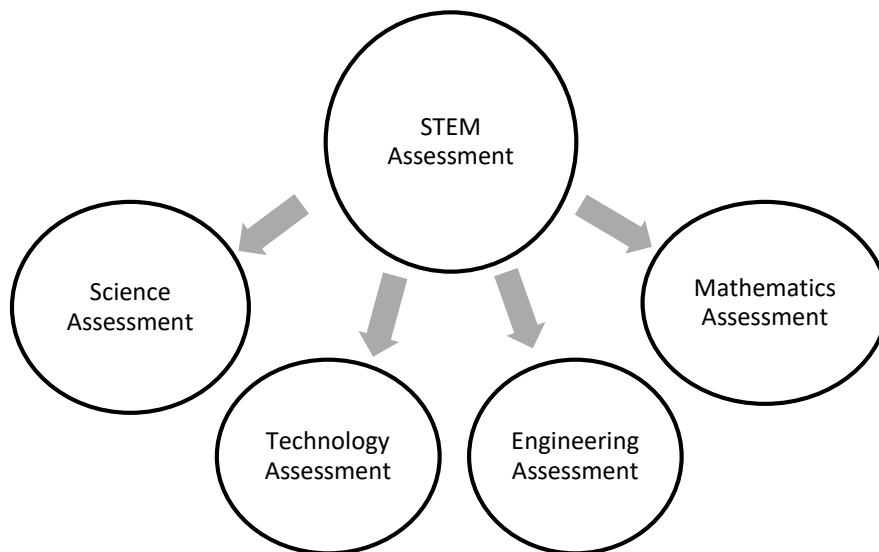 STEM
Assessment
Science
Assessment
Mathematics
Assessment
Technology
Assessment
Engineering
Assessment